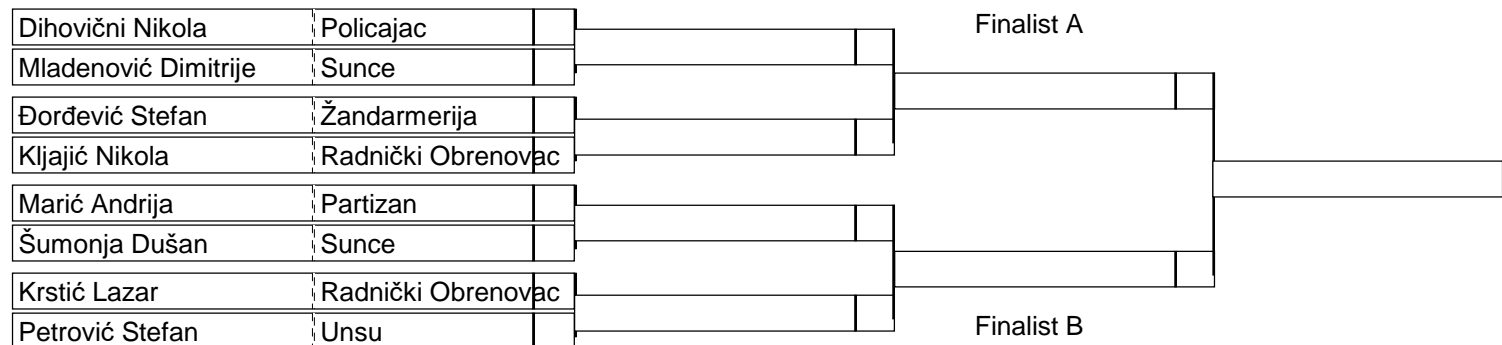 Dihovični Nikola Policajac
Finalist A
Mladenović Dimitrije Sunce
Đorđević Stefan Žandarmerija
Kljajić Nikola Radnički Obrenovac
Marić Andrija Partizan
Šumonja Dušan Sunce
Krstić Lazar Radnički Obrenovac
Petrović Stefan Unsu
Finalist B